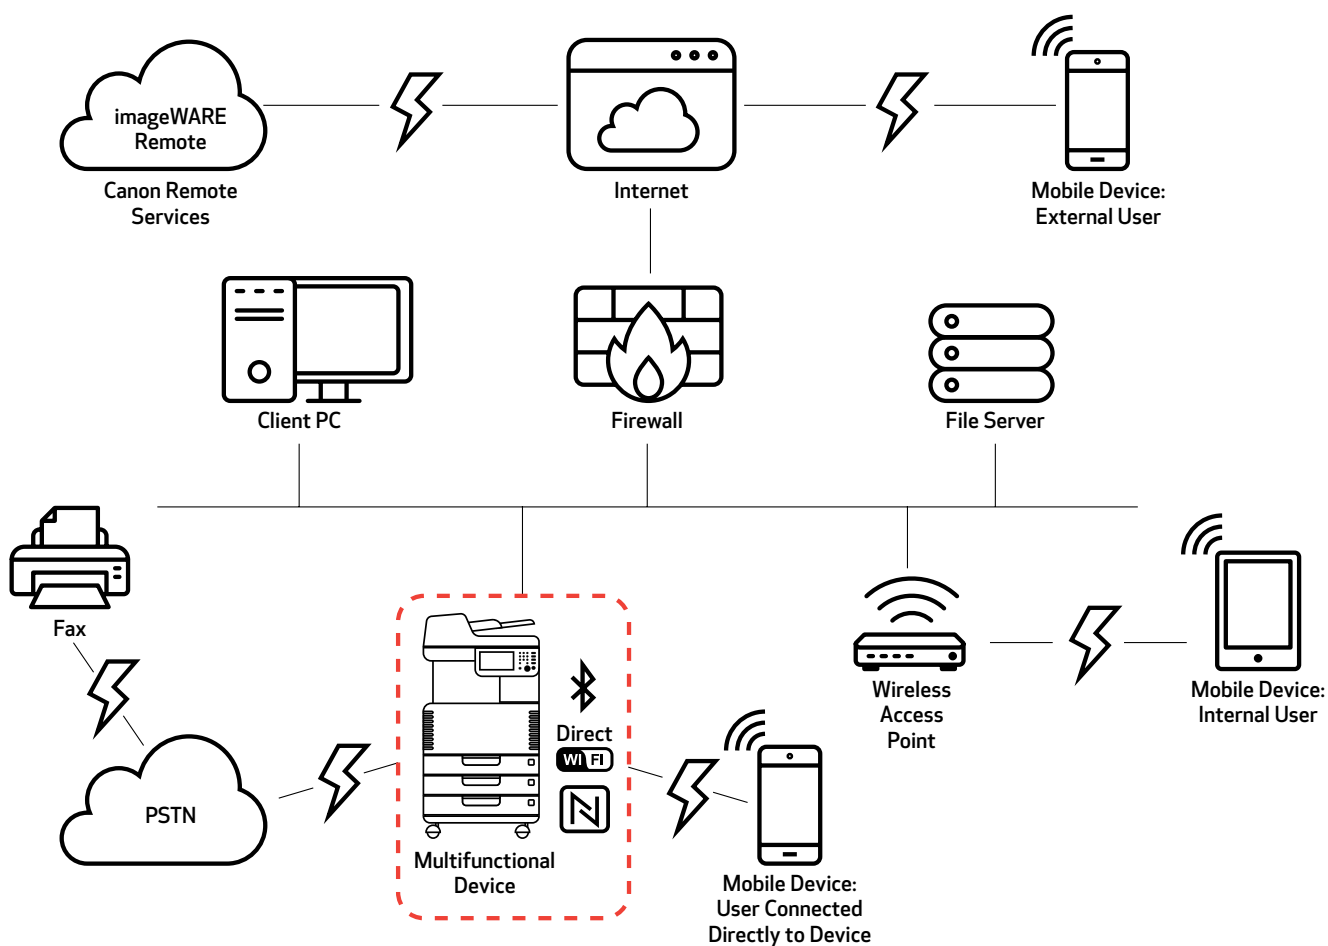 imageWARE
Remote
Canon Remote
Services
Internet
Mobile Device:
External User
Client PC
Firewall
File Server
Fax
PSTN
Direct
WI FI
Multifunctional
Device
Mobile Device:
User Connected
Directly to Device
Wireless
Access
Point
Mobile Device:
Internal User